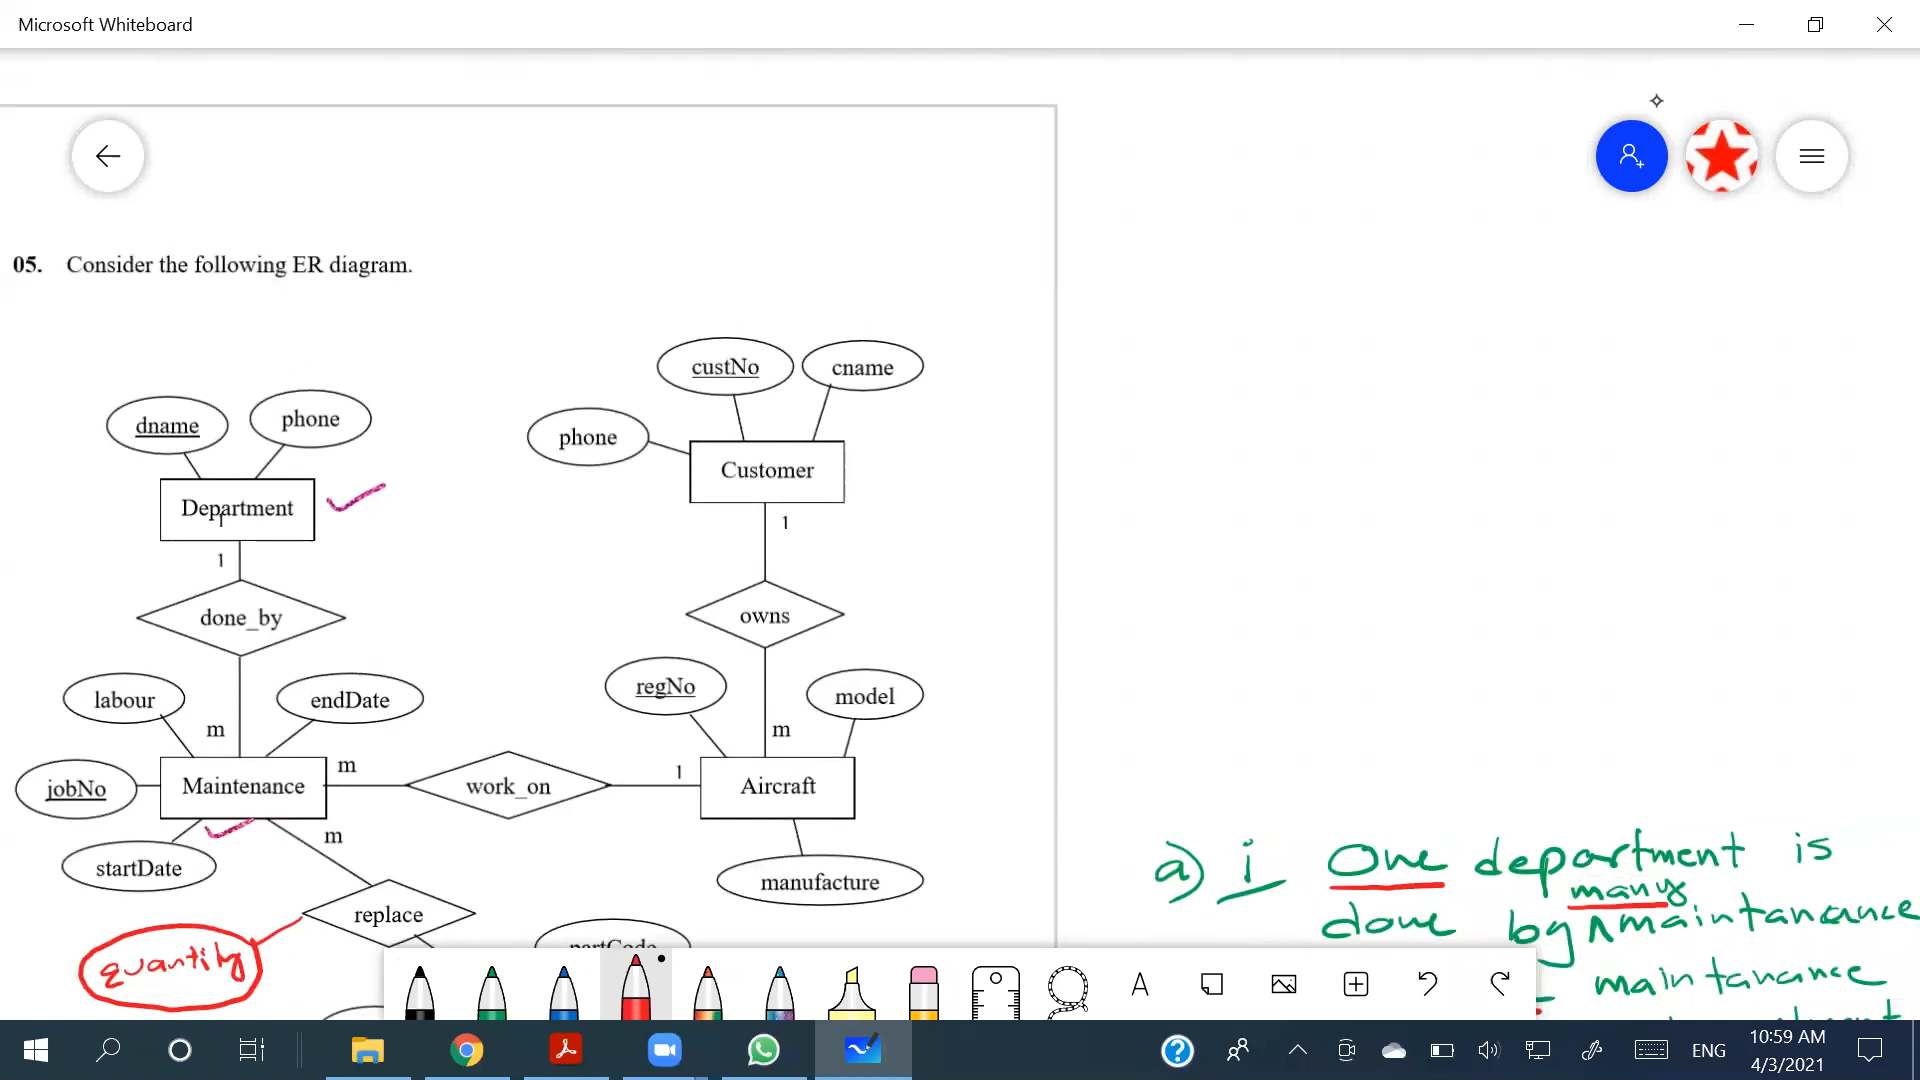 Microsoft Whiteboard
05. Consider the following ER diagram.
custNo
cname
dname
phone
phone
Customer
Department
1
1
1
done_by
owns
regNo
model
labour
endDate
m
m
jobNo
Maintenance
m
work_on
1
Aircraft
m
startDate
manufacture
replace
quantity
partCode
a) i One department is
many
done by ʌ maintanance
maintanance
A
ENG
10:59 AM
4/3/2021